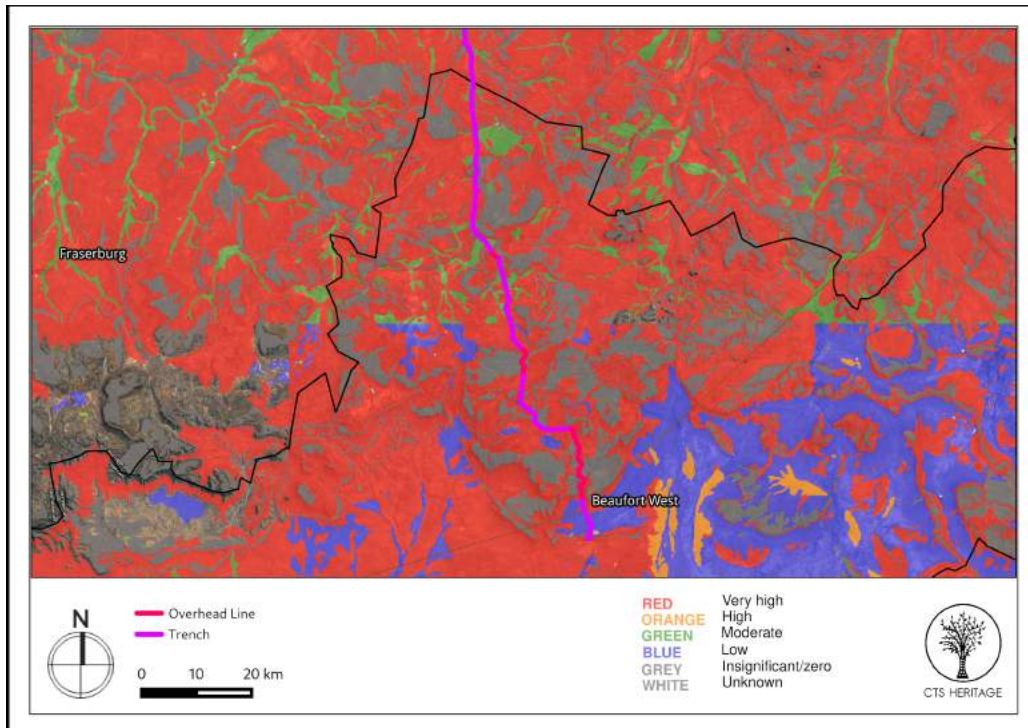 Fraserburg
Beaufort West
N
Overhead Line
Trench
0 10 20 km
RED Very high
ORANGE High
GREEN Moderate
BLUE Low
GREY Insignificant/zero
WHITE Unknown
CTS HERITAGE